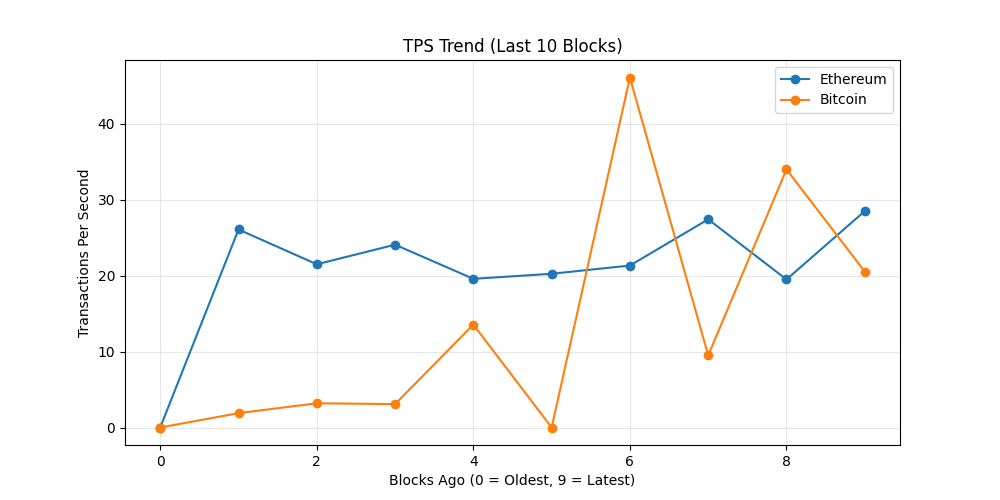 TPS Trend (Last 10 Blocks)
Ethereum
Bitcoin
Transactions Per Second
40
30
20
10
0
0 2 4 6 8
Blocks Ago (0 = Oldest, 9 = Latest)